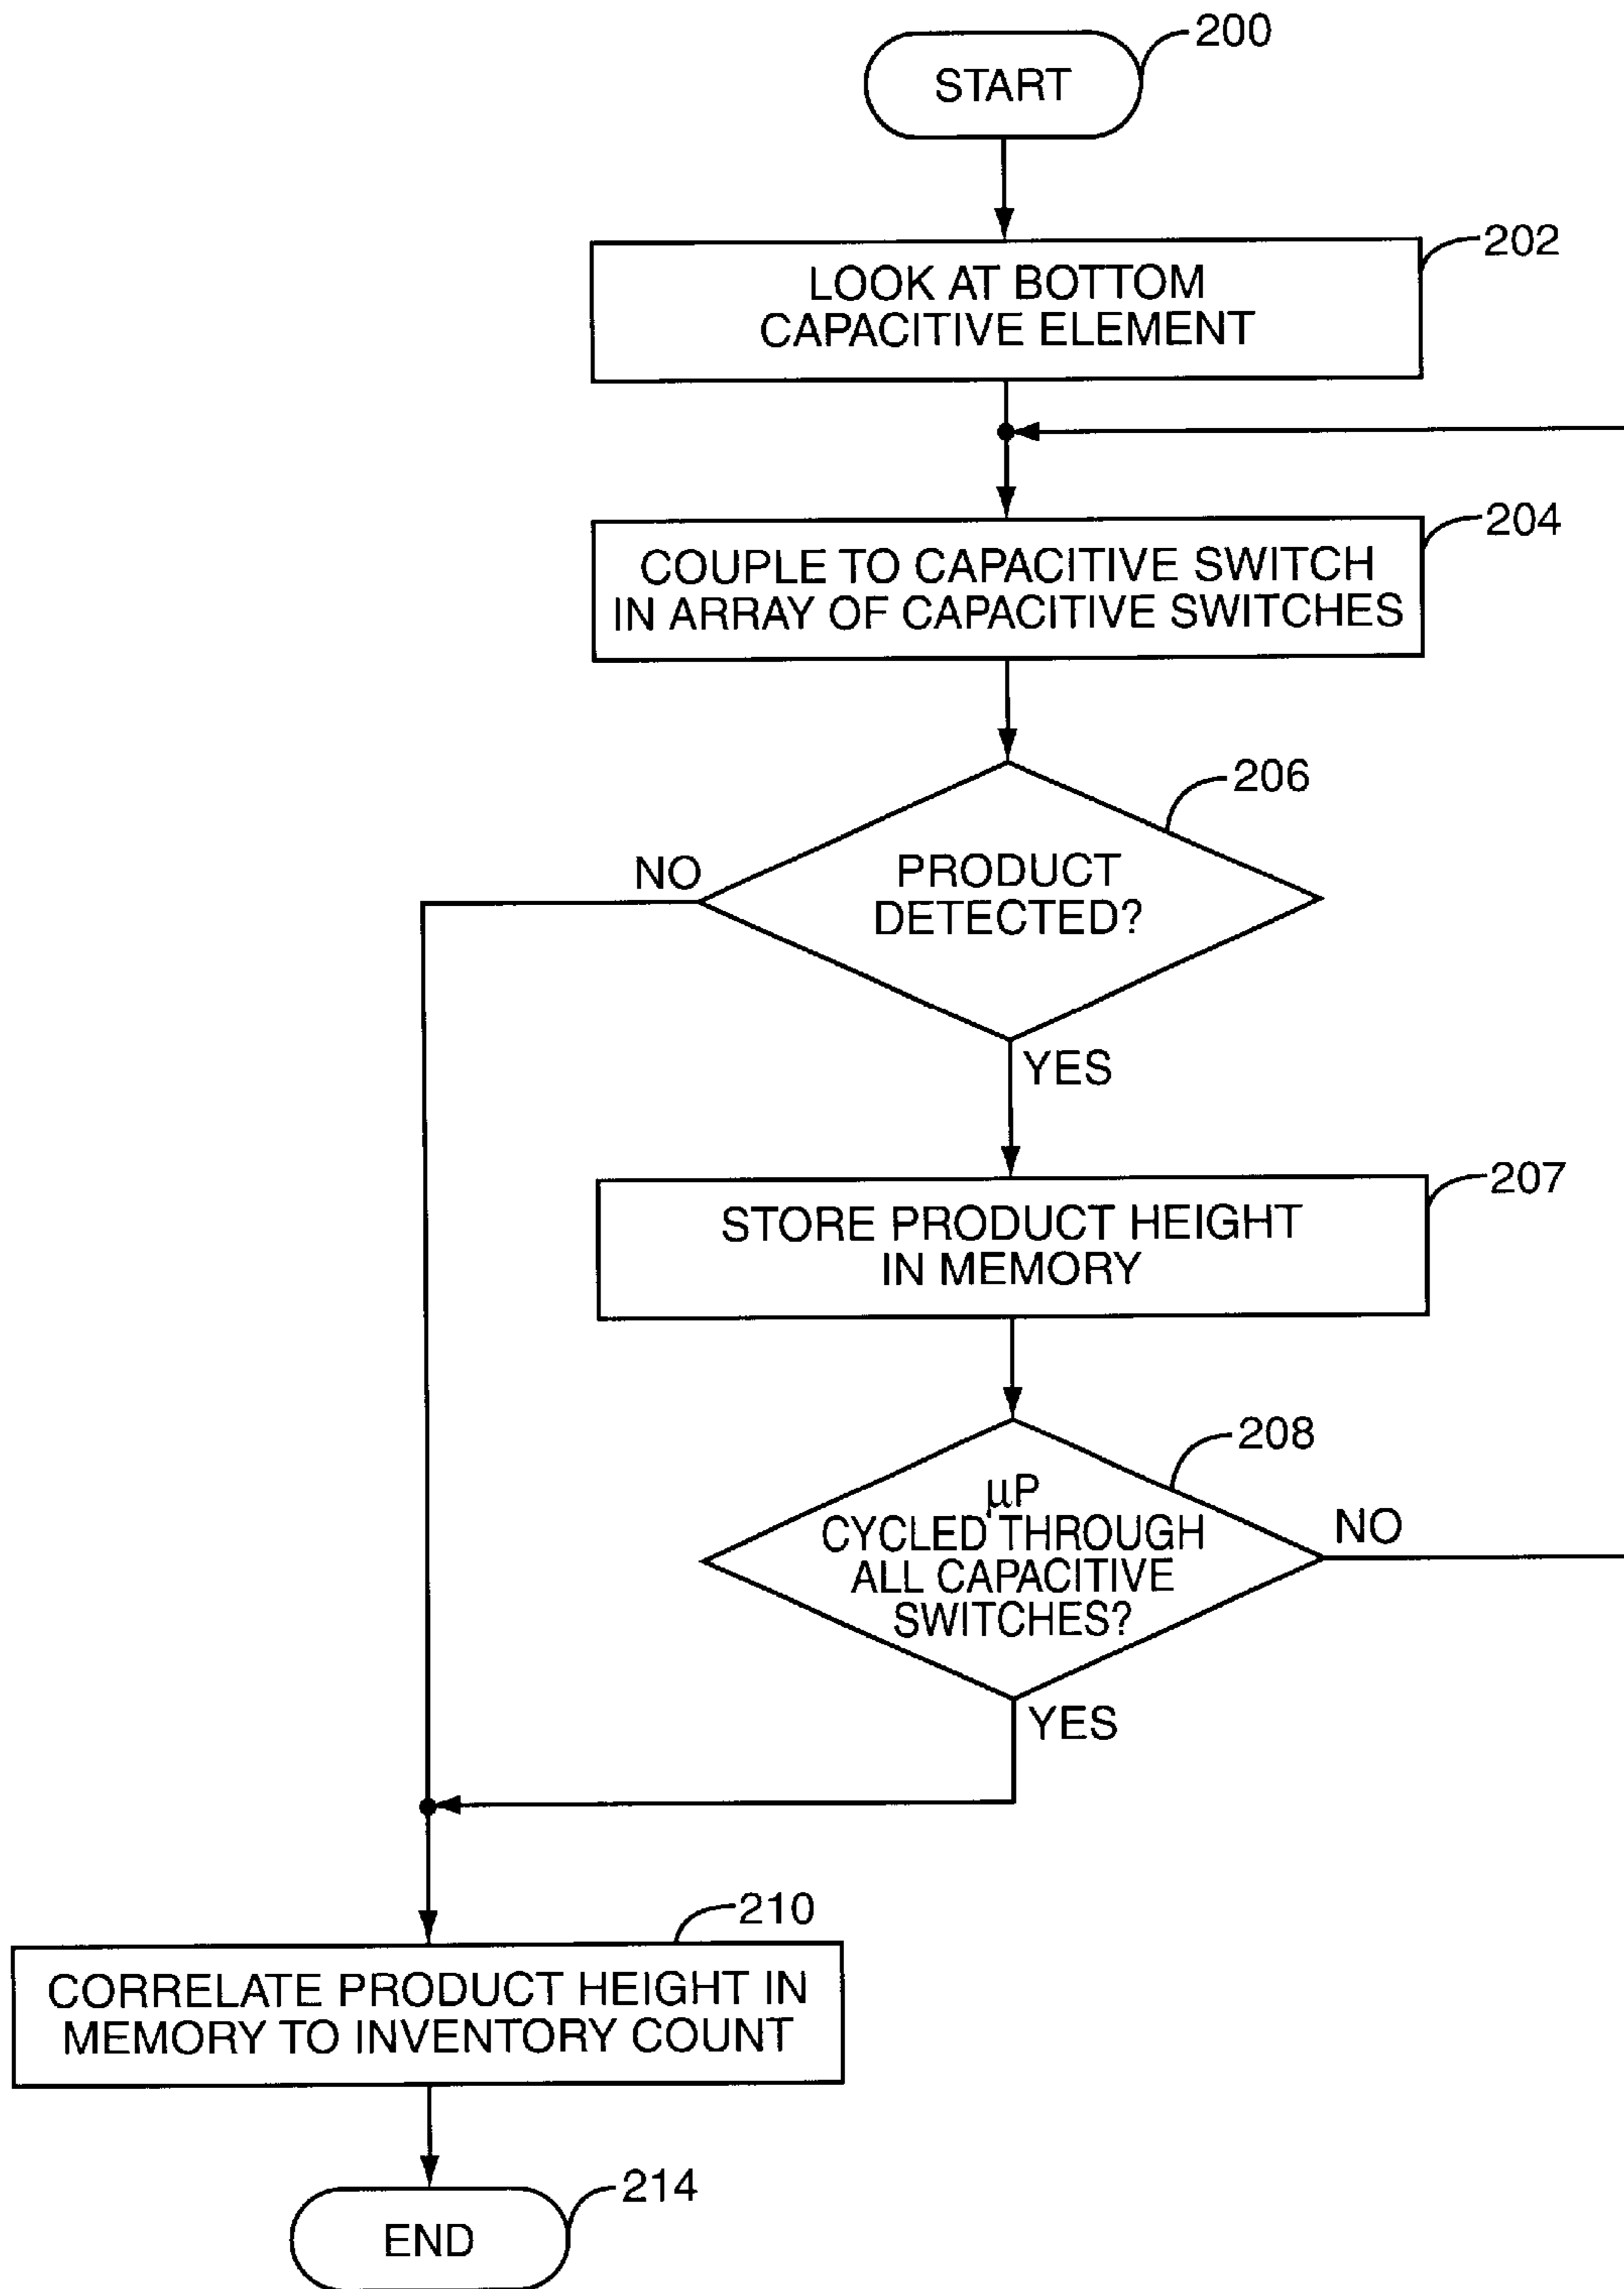 200
START
202
LOOK AT BOTTOM
CAPACITIVE ELEMENT
204
COUPLE TO CAPACITIVE SWITCH
IN ARRAY OF CAPACITIVE SWITCHES
206
NO
PRODUCT
DETECTED?
YES
207
STORE PRODUCT HEIGHT
IN MEMORY
208
µP
CYCLED THROUGH
ALL CAPACITIVE
SWITCHES?
NO
YES
210
CORRELATE PRODUCT HEIGHT IN
MEMORY TO INVENTORY COUNT
214
END